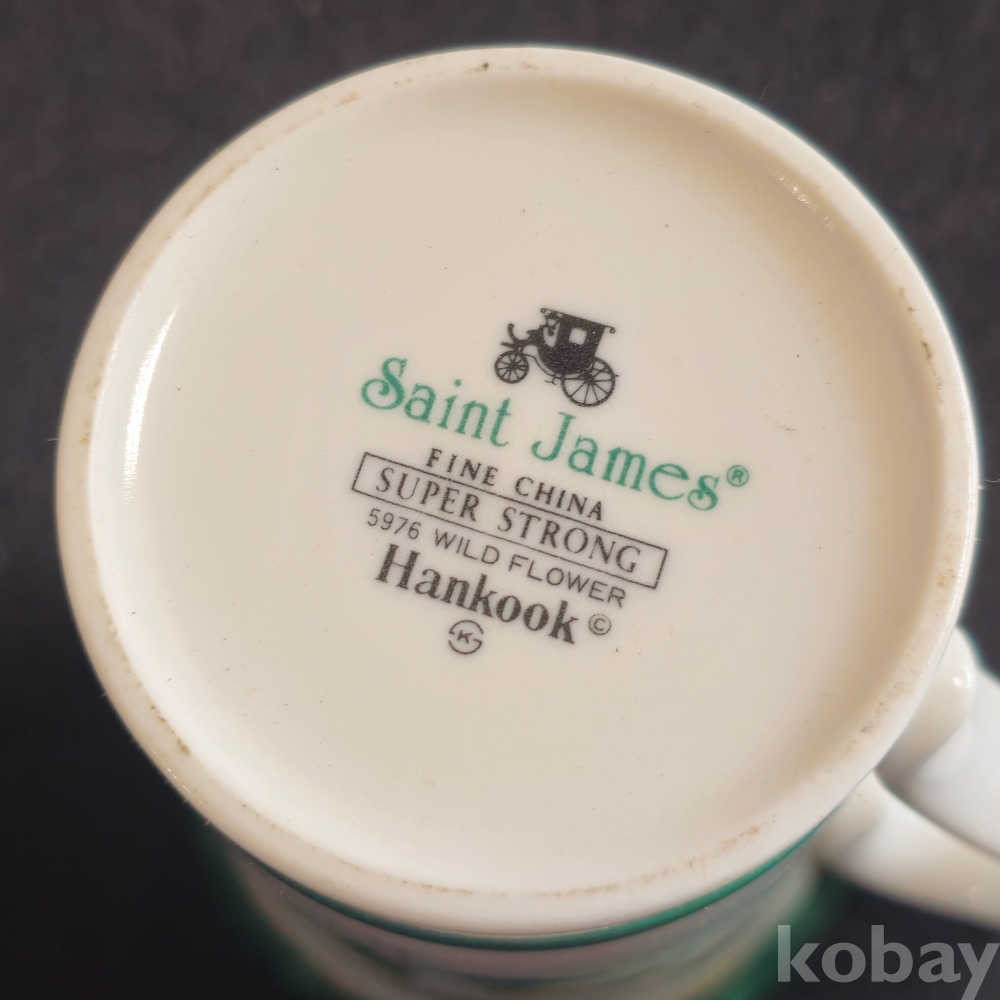 Saint James®
FINE CHINA
SUPER STRONG
5976 WILD FLOWER
Hankook ©
K
kobay